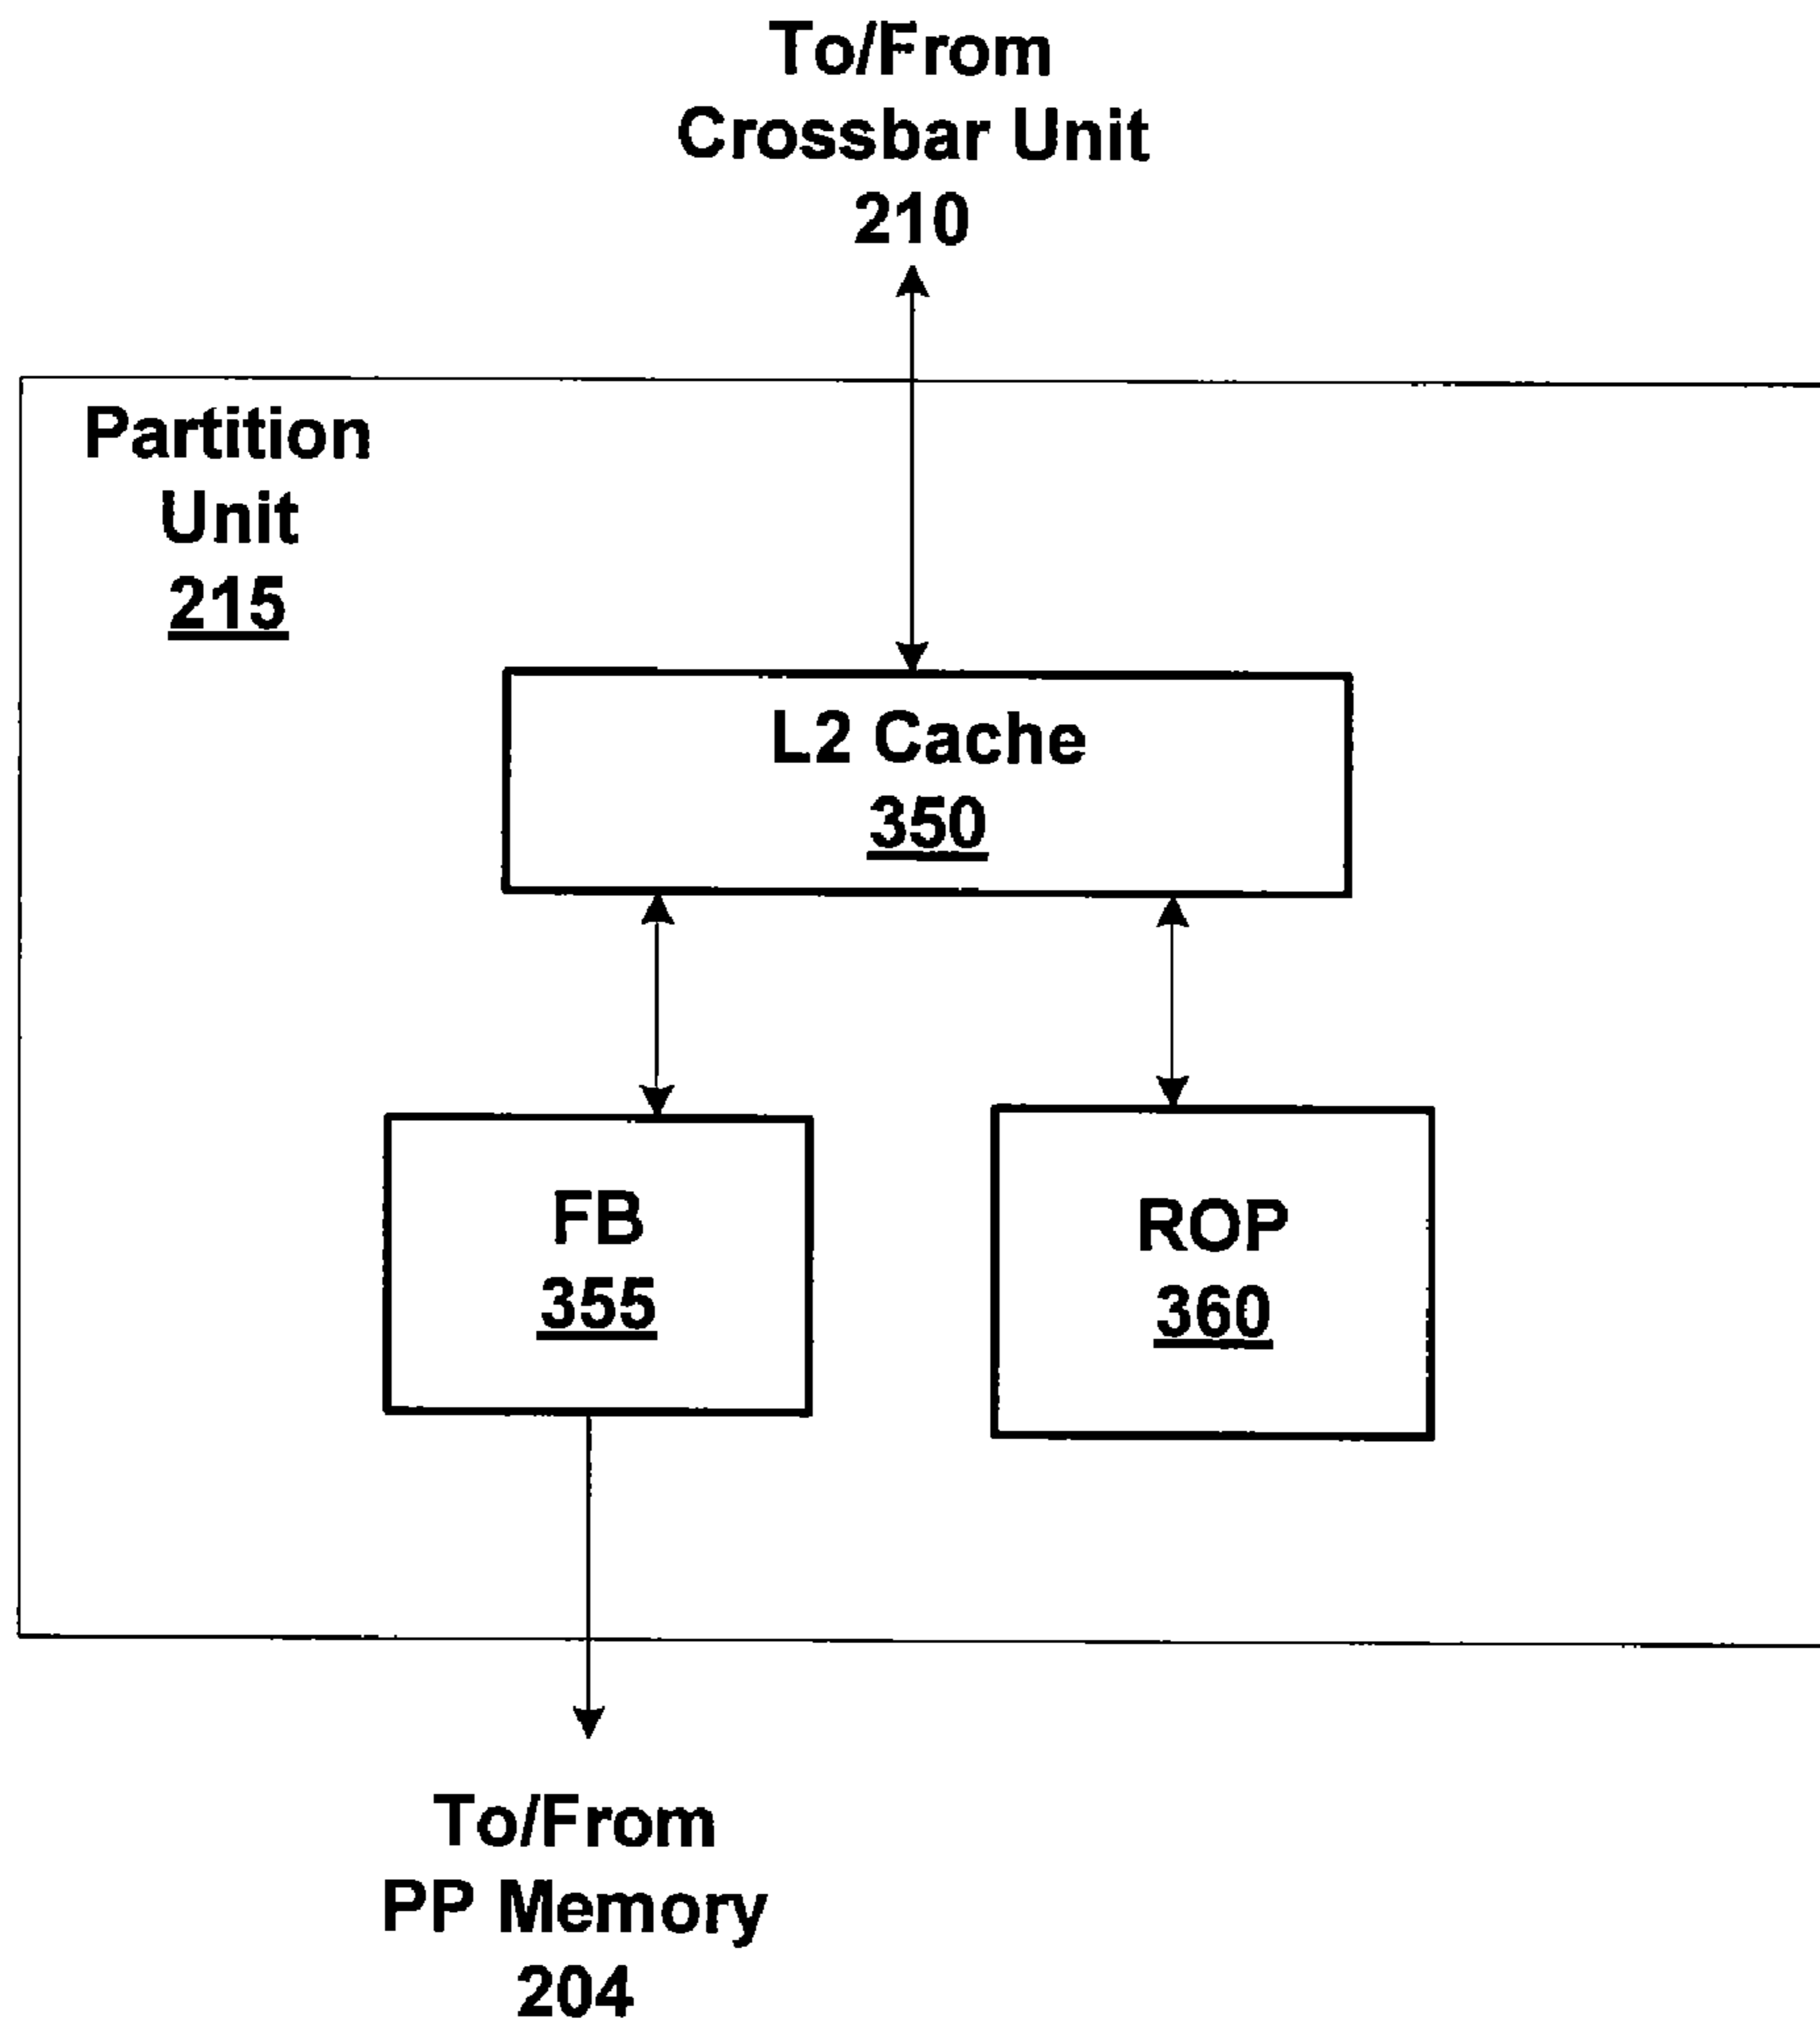 To/From
Crossbar Unit
210
Partition
Unit
215
L2 Cache
350
FB
355
ROP
360
To/From
PP Memory
204